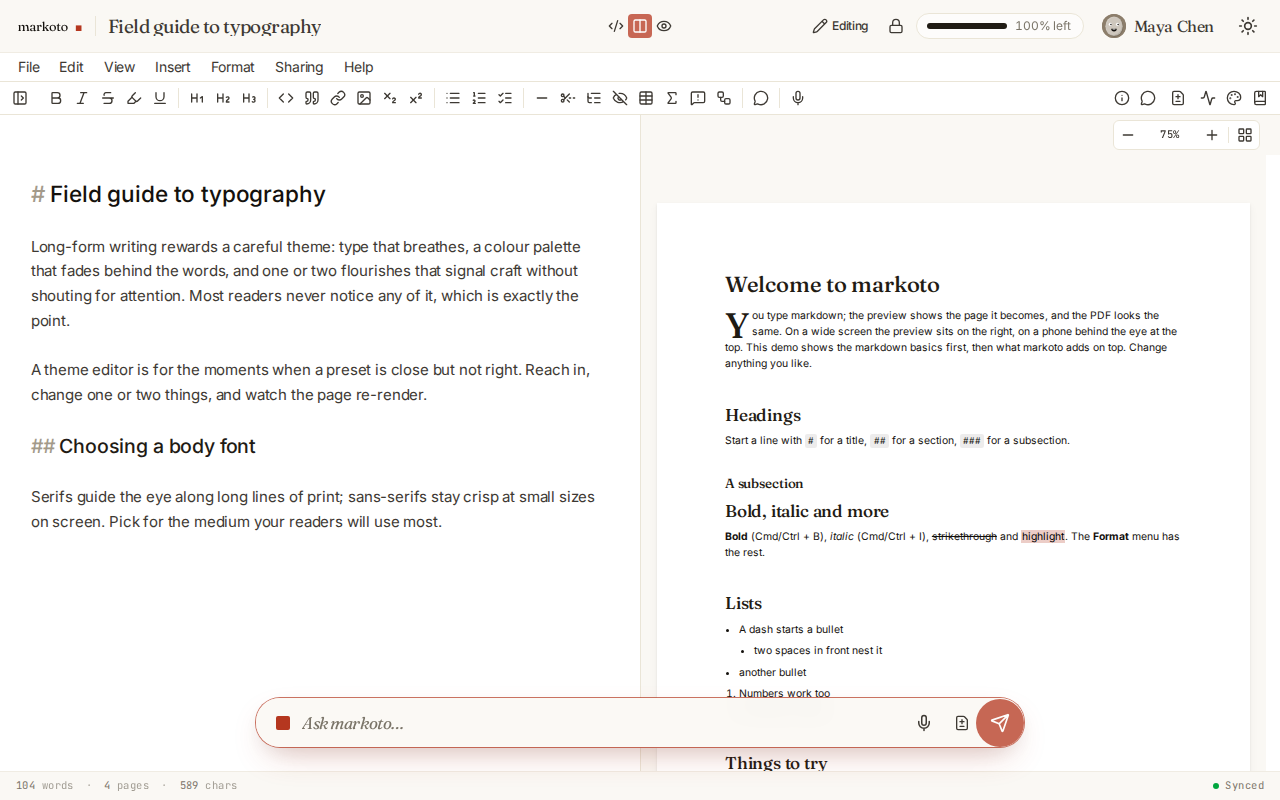 markoto
Field guide to typography
Editing
100% left
Maya Chen
File Edit View Insert Format Sharing Help
H1 H2 H3
75%
# Field guide to typography
Long-form writing rewards a careful theme: type that breathes, a colour palette
that fades behind the words, and one or two flourishes that signal craft without
shouting for attention. Most readers never notice any of it, which is exactly the
point.
A theme editor is for the moments when a preset is close but not right. Reach in,
change one or two things, and watch the page re-render.
## Choosing a body font
Serifs guide the eye along long lines of print; sans-serifs stay crisp at small sizes
on screen. Pick for the medium your readers will use most.
Welcome to markoto
You type markdown; the preview shows the page it becomes, and the PDF looks the
same. On a wide screen the preview sits on the right, on a phone behind the eye at the
top. This demo shows the markdown basics first, then what markoto adds on top. Change
anything you like.
Headings
Start a line with # for a title, ## for a section, ### for a subsection.
A subsection
Bold, italic and more
Bold (Cmd/Ctrl + B), italic (Cmd/Ctrl + I), strikethrough and highlight. The Format menu has
the rest.
Lists
• A dash starts a bullet
• two spaces in front nest it
• another bullet
1. Numbers work too
Things to try
Ask markoto...
104 words · 4 pages · 589 chars
Synced